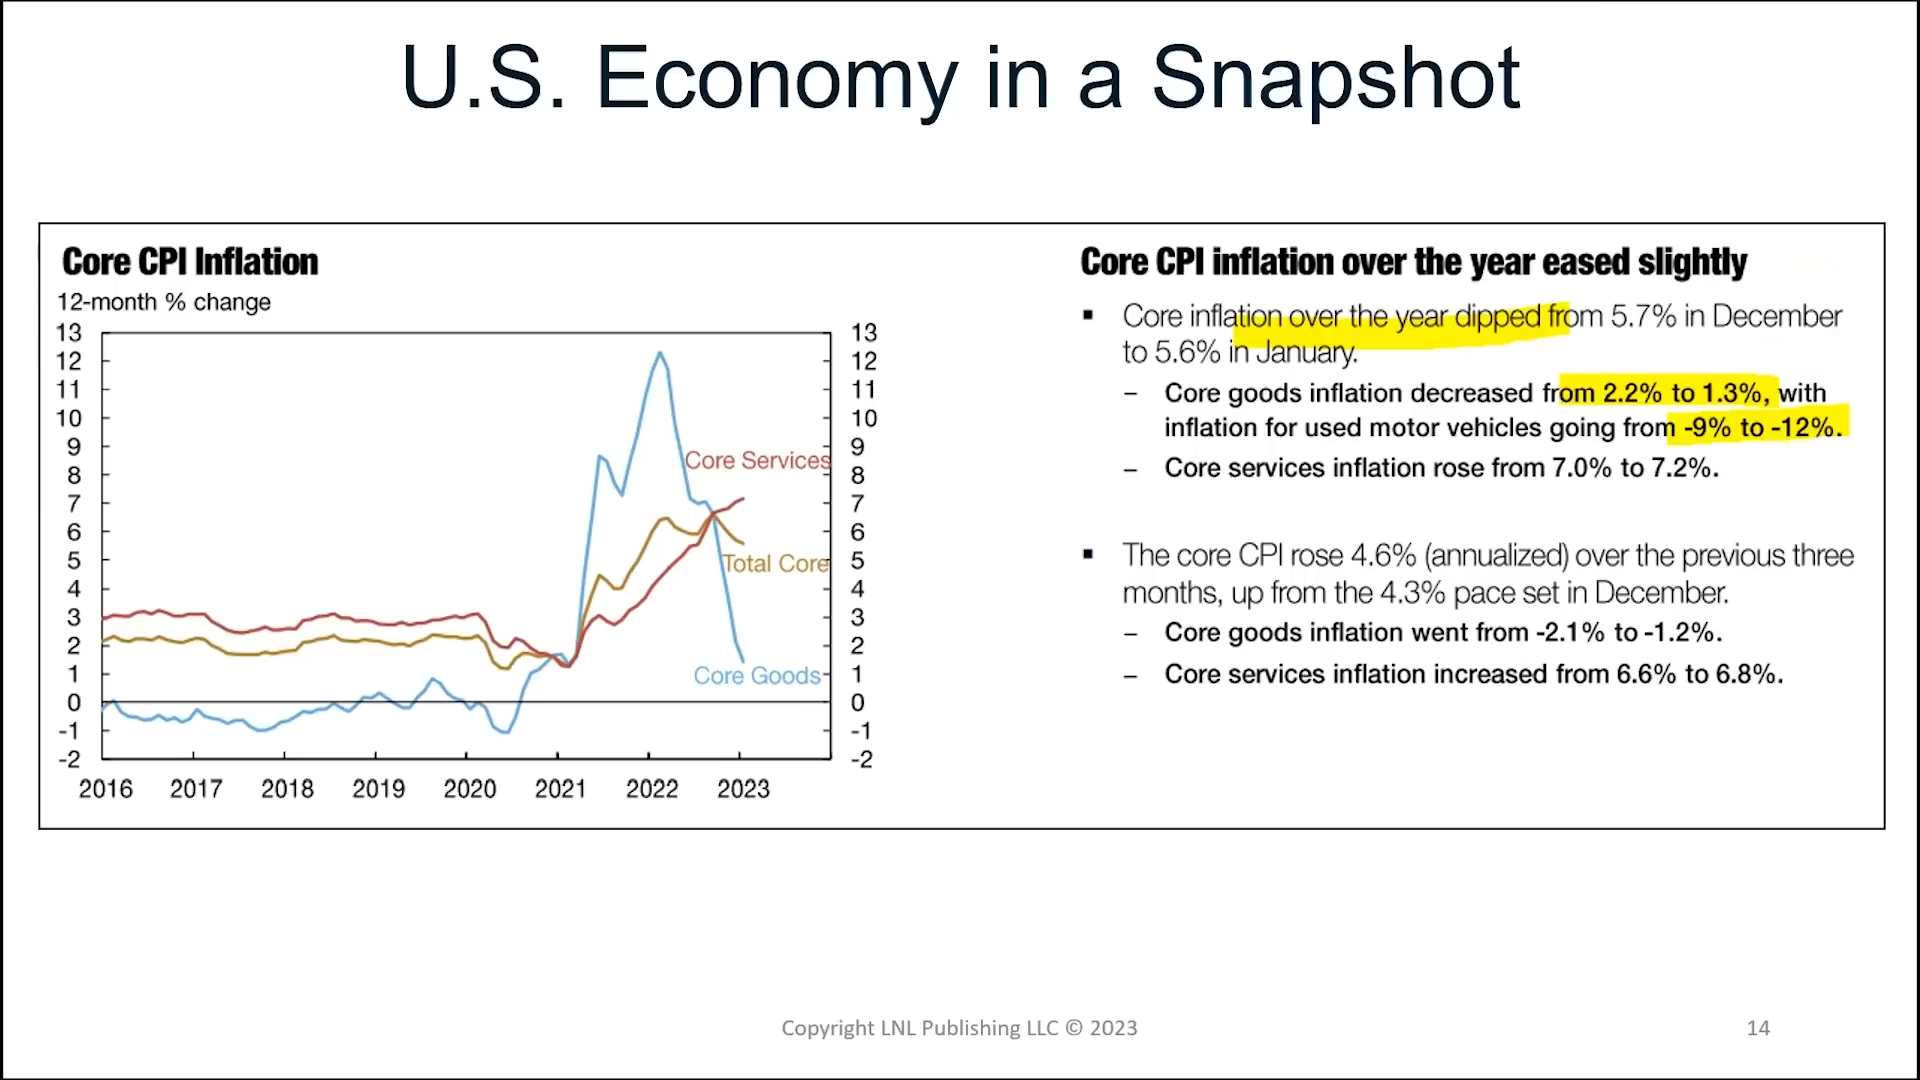 U.S. Economy in a Snapshot
Core CPI Inflation
12-month % change
13
12
11
10
9
8
7
6
5
4
3
2
1
0
-1
-2
13
12
11
10
9
8
7
6
5
4
3
2
1
0
-1
-2
Core Services
Total Core
Core Goods
2016 2017 2018 2019 2020 2021 2022 2023
Core CPI inflation over the year eased slightly
▪ Core inflation over the year dipped from 5.7% in December
to 5.6% in January.
– Core goods inflation decreased from 2.2% to 1.3%, with
inflation for used motor vehicles going from -9% to -12%.
– Core services inflation rose from 7.0% to 7.2%.
▪ The core CPI rose 4.6% (annualized) over the previous three
months, up from the 4.3% pace set in December.
– Core goods inflation went from -2.1% to -1.2%.
– Core services inflation increased from 6.6% to 6.8%.
Copyright LNL Publishing LLC © 2023
14